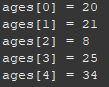 ages[0] = 20
ages[1] = 21
ages[2] = 8
ages[3] = 25
ages[4] = 34